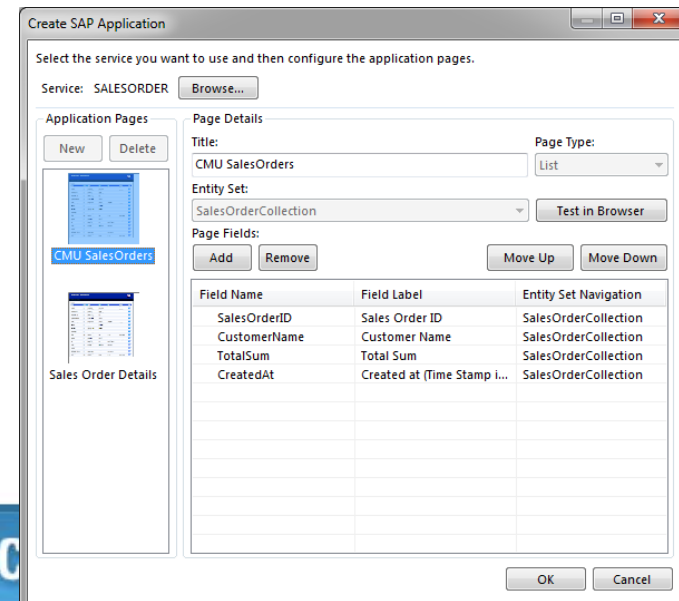 Create SAP Application
Select the service you want to use and then configure the application pages.
Service: SALESORDER Browse...
Application Pages
New Delete
CMU SalesOrders
Sales Order Details
Page Details
Title: Page Type:
CMU SalesOrders List
Entity Set:
SalesOrderCollection Test in Browser
Page Fields:
Add Remove Move Up Move Down
Field Name Field Label Entity Set Navigation
SalesOrderID Sales Order ID SalesOrderCollection
CustomerName Customer Name SalesOrderCollection
TotalSum Total Sum SalesOrderCollection
CreatedAt Created at (Time Stamp i... SalesOrderCollection
OK Cancel